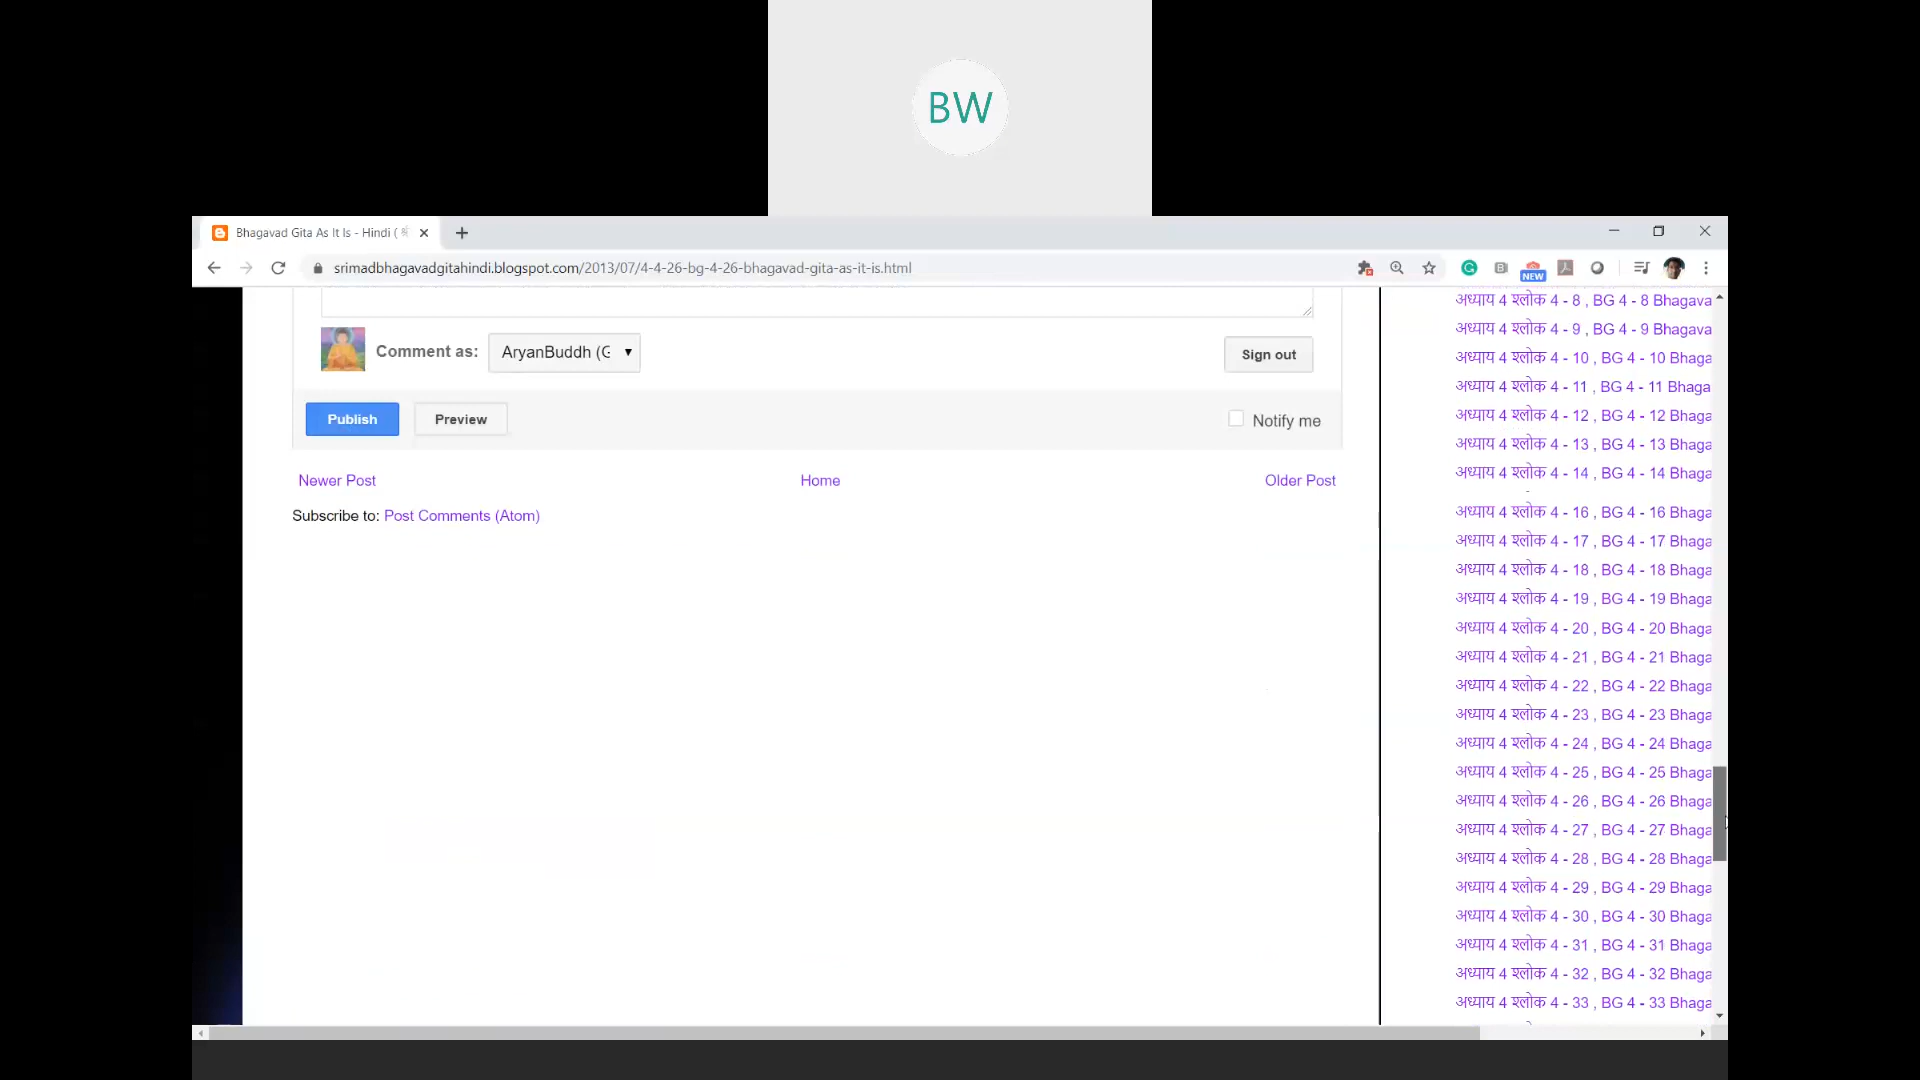 BW
Bhagavad Gita As It Is - Hindi (
srimadbhagavadgitahindi.blogspot.com/2013/07/4-4-26-bg-4-26-bhagavad-gita-as-it-is.html
NEW
Comment as: AryanBuddh (G
Sign out
Publish Preview
Notify me
Newer Post Home Older Post
Subscribe to: Post Comments (Atom)
अध्याय 4 श्लोक 4 - 8 , BG 4 - 8 Bhagava
अध्याय 4 श्लोक 4 - 9 , BG 4 - 9 Bhagava
अध्याय 4 श्लोक 4 - 10 , BG 4 - 10 Bhaga
अध्याय 4 श्लोक 4 - 11 , BG 4 - 11 Bhaga
अध्याय 4 श्लोक 4 - 12 , BG 4 - 12 Bhaga
अध्याय 4 श्लोक 4 - 13 , BG 4 - 13 Bhaga
अध्याय 4 श्लोक 4 - 14 , BG 4 - 14 Bhaga
अध्याय 4 श्लोक 4 - 16 , BG 4 - 16 Bhaga
अध्याय 4 श्लोक 4 - 17 , BG 4 - 17 Bhaga
अध्याय 4 श्लोक 4 - 18 , BG 4 - 18 Bhaga
अध्याय 4 श्लोक 4 - 19 , BG 4 - 19 Bhaga
अध्याय 4 श्लोक 4 - 20 , BG 4 - 20 Bhaga
अध्याय 4 श्लोक 4 - 21 , BG 4 - 21 Bhaga
अध्याय 4 श्लोक 4 - 22 , BG 4 - 22 Bhaga
अध्याय 4 श्लोक 4 - 23 , BG 4 - 23 Bhaga
अध्याय 4 श्लोक 4 - 24 , BG 4 - 24 Bhaga
अध्याय 4 श्लोक 4 - 25 , BG 4 - 25 Bhaga
अध्याय 4 श्लोक 4 - 26 , BG 4 - 26 Bhaga
अध्याय 4 श्लोक 4 - 27 , BG 4 - 27 Bhaga
अध्याय 4 श्लोक 4 - 28 , BG 4 - 28 Bhaga
अध्याय 4 श्लोक 4 - 29 , BG 4 - 29 Bhaga
अध्याय 4 श्लोक 4 - 30 , BG 4 - 30 Bhaga
अध्याय 4 श्लोक 4 - 31 , BG 4 - 31 Bhaga
अध्याय 4 श्लोक 4 - 32 , BG 4 - 32 Bhaga
अध्याय 4 श्लोक 4 - 33 , BG 4 - 33 Bhaga